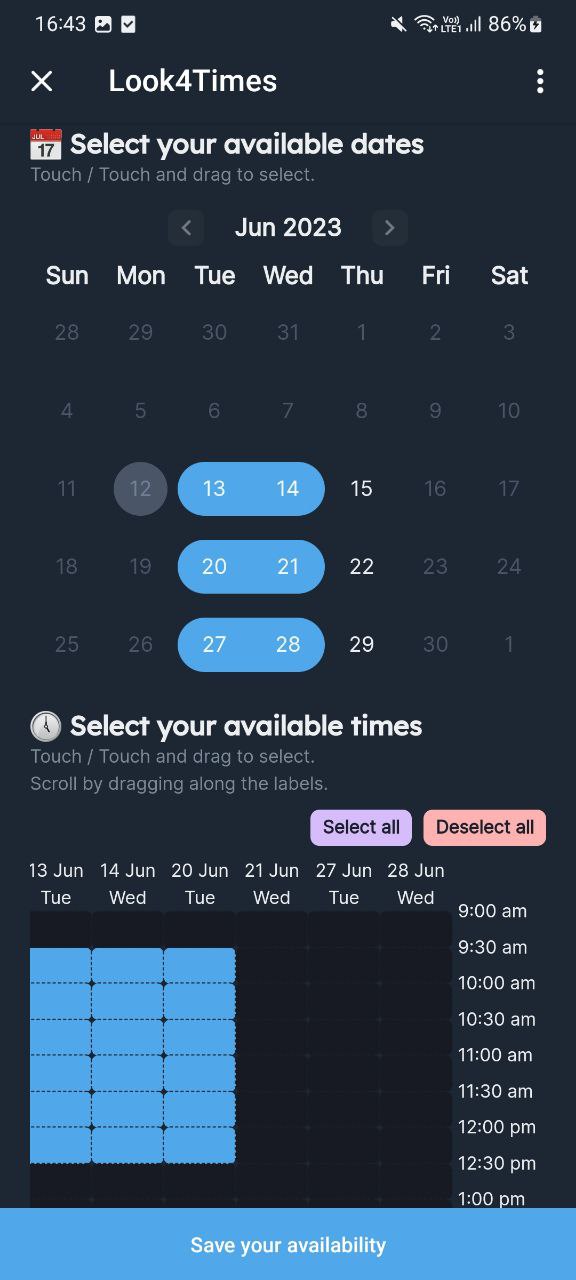 16:43 Vo) LTE1 86%
Look4Times
JUL 17 Select your available dates
Touch / Touch and drag to select.
Jun 2023
Sun Mon Tue Wed Thu Fri Sat
28 29 30 31 1 2 3
4 5 6 7 8 9 10
11 12 13 14 15 16 17
18 19 20 21 22 23 24
25 26 27 28 29 30 1
Select your available times
Touch / Touch and drag to select.
Scroll by dragging along the labels.
Select all Deselect all
13 Jun 14 Jun 20 Jun 21 Jun 27 Jun 28 Jun
Tue Wed Tue Wed Tue Wed
9:00 am
9:30 am
10:00 am
10:30 am
11:00 am
11:30 am
12:00 pm
12:30 pm
1:00 pm
Save your availability